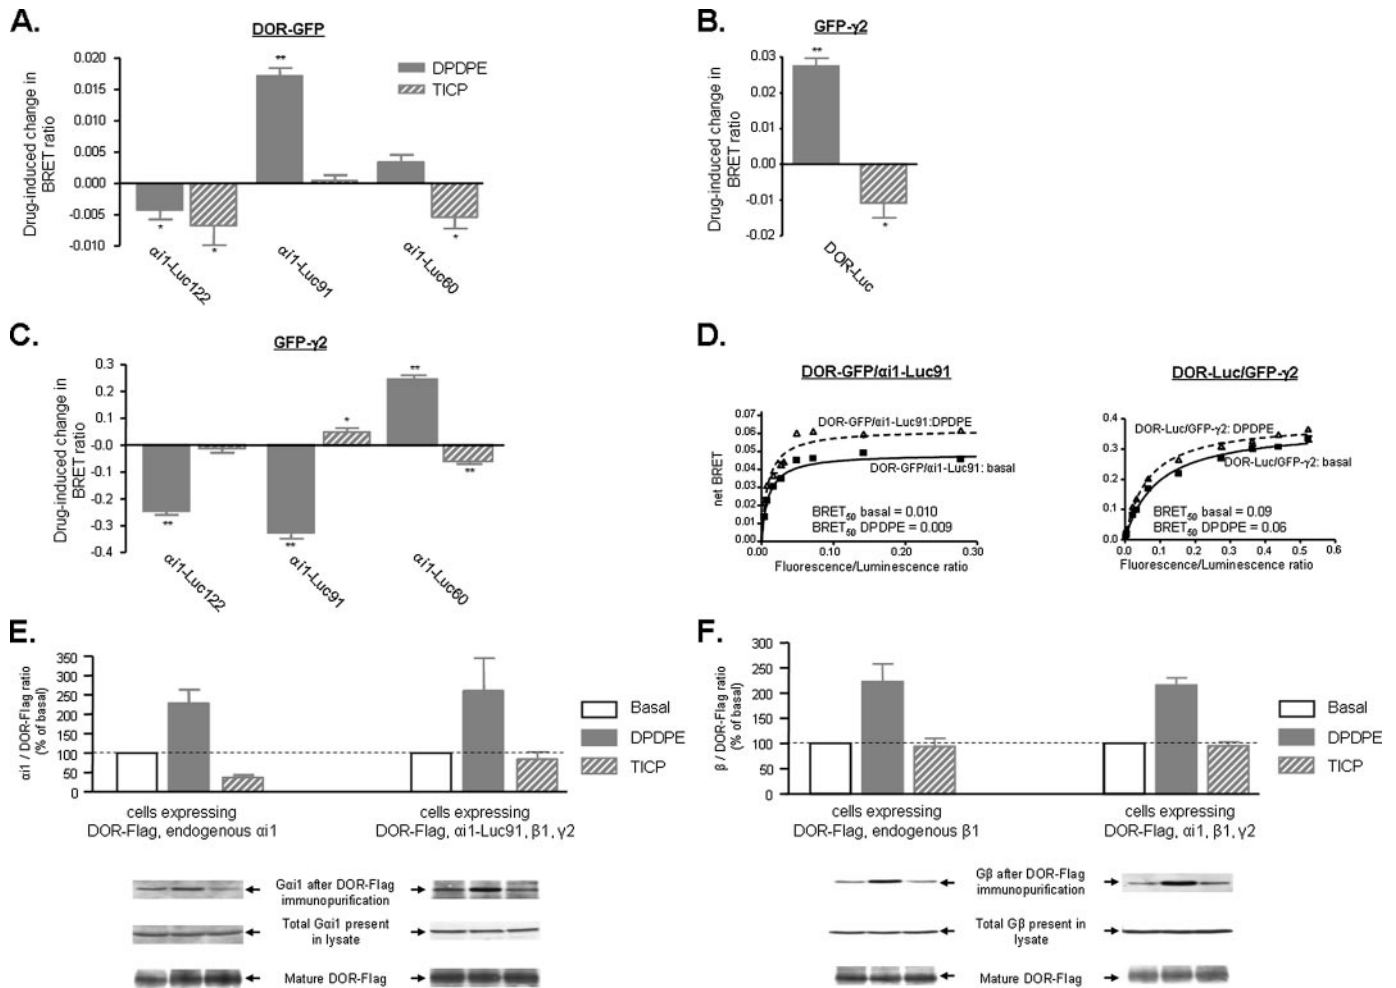 A.
DOR-GFP
Drug-induced change in
BRET ratio
0.020
0.015
0.010
0.005
0.000
-0.005
-0.010
**
*
*
*
DPDPE
TICP
αi1-Luc122
αi1-Luc91
αi1-Luc60
B.
GFP-γ2
Drug-induced change in
BRET ratio
0.03
0.02
0.01
0.00
-0.01
-0.02
**
*
DOR-Luc
C.
GFP-γ2
Drug-induced change in
BRET ratio
0.3
0.2
0.1
-0.0
-0.1
-0.2
-0.3
-0.4
**
**
*
**
**
αi1-Luc122
αi1-Luc91
αi1-Luc60
D.
DOR-GFP/αi1-Luc91
net BRET
0.07
0.06
0.05
0.04
0.03
0.02
0.01
0.00
DOR-GFP/αi1-Luc91:DPDPE
DOR-GFP/αi1-Luc91: basal
BRET50 basal = 0.010
BRET50 DPDPE = 0.009
0.00 0.10 0.20 0.30
Fluorescence/Luminescence ratio
DOR-Luc/GFP-γ2
0.4
0.3
0.2
0.1
0.0
DOR-Luc/GFP-γ2: DPDPE
DOR-Luc/GFP-γ2: basal
BRET50 basal = 0.09
BRET50 DPDPE = 0.06
0.0 0.1 0.2 0.3 0.4 0.5 0.6
Fluorescence/Luminescence ratio
E.
αi1 / DOR-Flag ratio
(% of basal)
350
300
250
200
150
100
50
0
Basal
DPDPE
TICP
cells expressing
DOR-Flag, endogenous αi1
cells expressing
DOR-Flag, αi1-Luc91, β1, γ2
Gαi1 after DOR-Flag
immunopurification
Total Gαi1 present
in lysate
Mature DOR-Flag
F.
β / DOR-Flag ratio
(% of basal)
300
250
200
150
100
50
0
Basal
DPDPE
TICP
cells expressing
DOR-Flag, endogenous β1
cells expressing
DOR-Flag, αi1, β1, γ2
Gβ after DOR-Flag
immunopurification
Total Gβ present in
lysate
Mature DOR-Flag